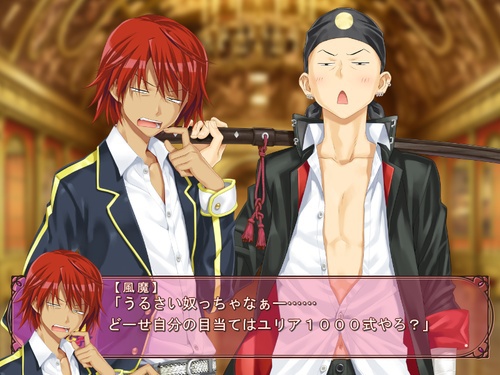 【風魔】
「うるさい奴っちゃなぁー……
どーせ自分の目当てはユリア１０００式やろ？」